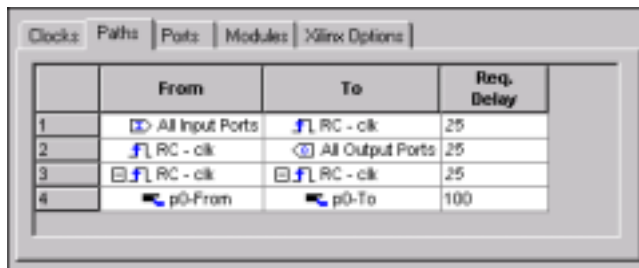 Clocks Paths Ports Modules Xilinx Options
From To Req. Delay
1 All Input Ports RC - clk 25
2 RC - clk All Output Ports 25
3 RC - clk RC - clk 25
4 p0-From p0-To 100